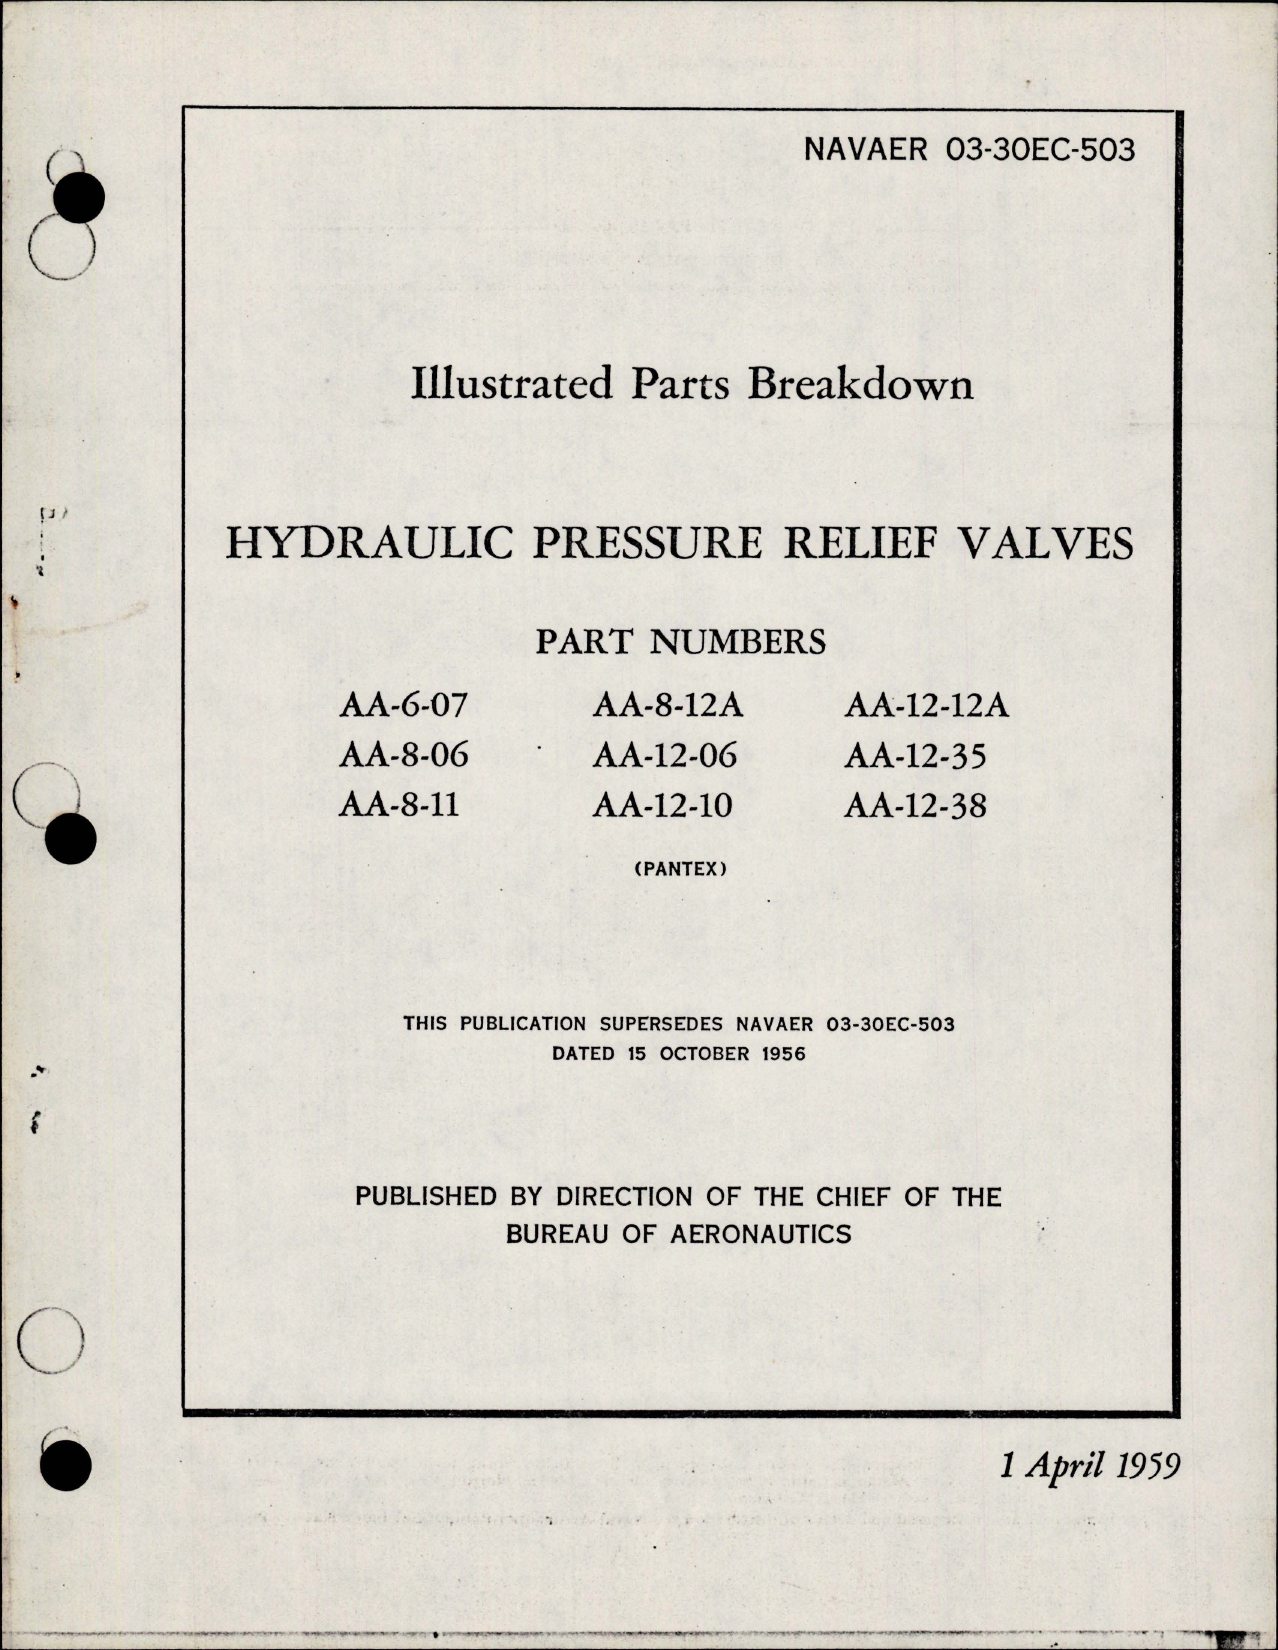 NAVAER 03-30EC-503
Illustrated Parts Breakdown
HYDRAULIC PRESSURE RELIEF VALVES
PART NUMBERS
AA-6-07 AA-8-12A AA-12-12A
AA-8-06 AA-12-06 AA-12-35
AA-8-11 AA-12-10 AA-12-38
(PANTEX)
THIS PUBLICATION SUPERSEDES NAVAER 03-30EC-503
DATED 15 OCTOBER 1956
PUBLISHED BY DIRECTION OF THE CHIEF OF THE
BUREAU OF AERONAUTICS
1 April 1959